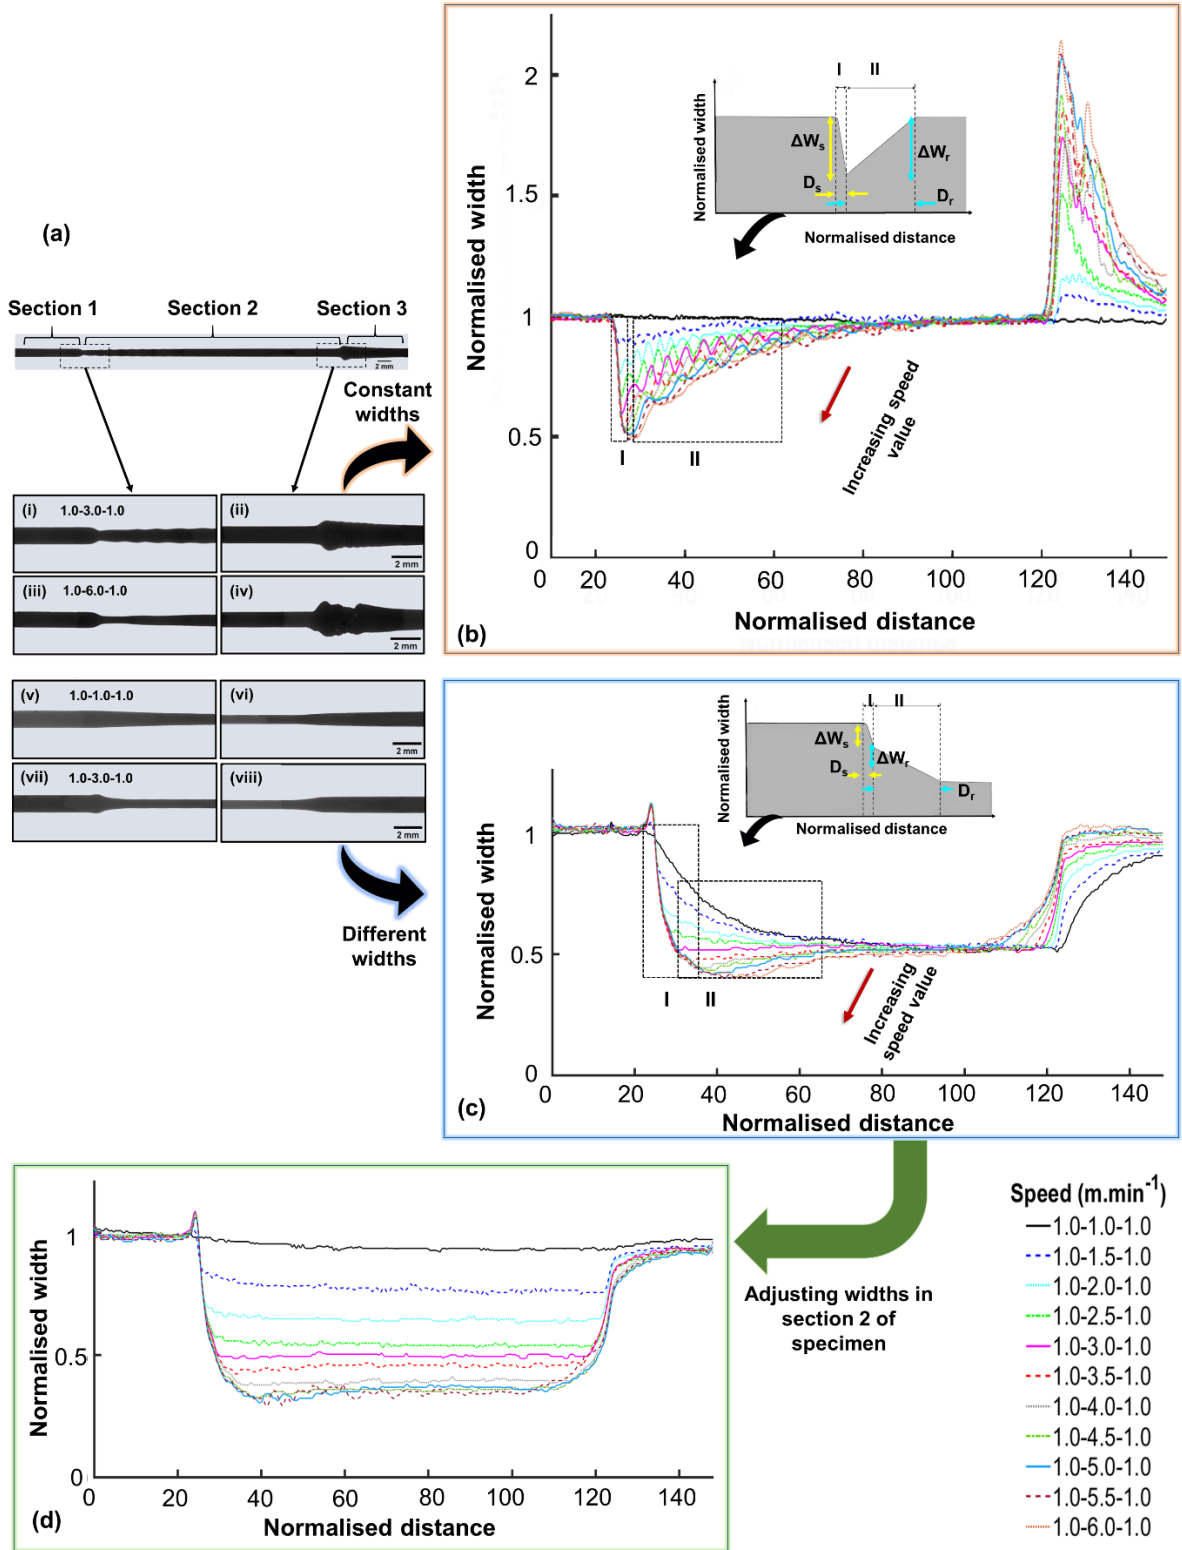 (a)
Section 1
Section 2
Section 3
2 mm
Constant
widths
(i)
1.0-3.0-1.0
(ii)
2 mm
(iii)
1.0-6.0-1.0
(iv)
2 mm
(v)
1.0-1.0-1.0
(vi)
2 mm
(vii)
1.0-3.0-1.0
(viii)
2 mm
Different
widths
(b)
Normalised width
2
1.5
1
0.5
0
0
20
40
60
80
100
120
140
Normalised distance
I
II
Increasing speed
value
Normalised width
I
II
ΔWs
ΔWr
Ds
Dr
Normalised distance
(c)
Normalised width
1
0.5
0
0
20
40
60
80
100
120
140
Normalised distance
I
II
Increasing
speed value
Normalised width
I
II
ΔWs
ΔWr
Ds
Dr
Normalised distance
Adjusting widths in
section 2 of
specimen
(d)
Normalised width
1
0.5
0
0
20
40
60
80
100
120
140
Normalised distance
Speed (m.min-1)
1.0-1.0-1.0
1.0-1.5-1.0
1.0-2.0-1.0
1.0-2.5-1.0
1.0-3.0-1.0
1.0-3.5-1.0
1.0-4.0-1.0
1.0-4.5-1.0
1.0-5.0-1.0
1.0-5.5-1.0
1.0-6.0-1.0